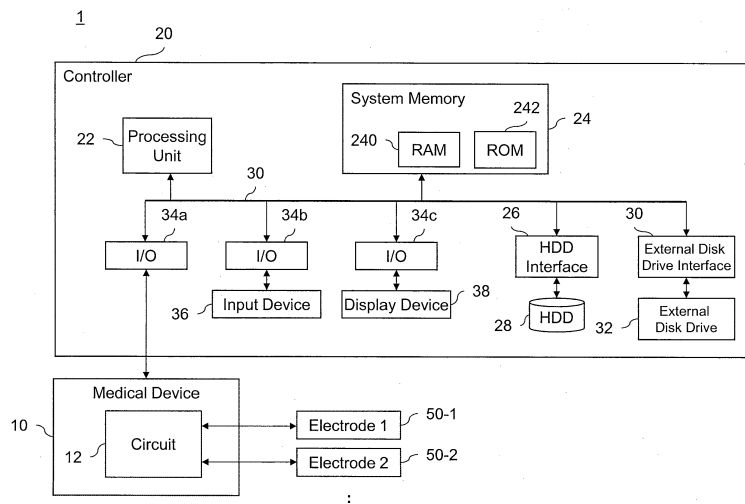 1
20
Controller
22
Processing
Unit
System Memory
242
24
240
RAM
ROM
30
34a
34b
34c
26
30
I/O
I/O
I/O
HDD
Interface
External Disk
Drive Interface
36
Input Device
Display Device
38
28
HDD
32
External
Disk Drive
Medical Device
10
12
Circuit
Electrode 1
50-1
Electrode 2
50-2